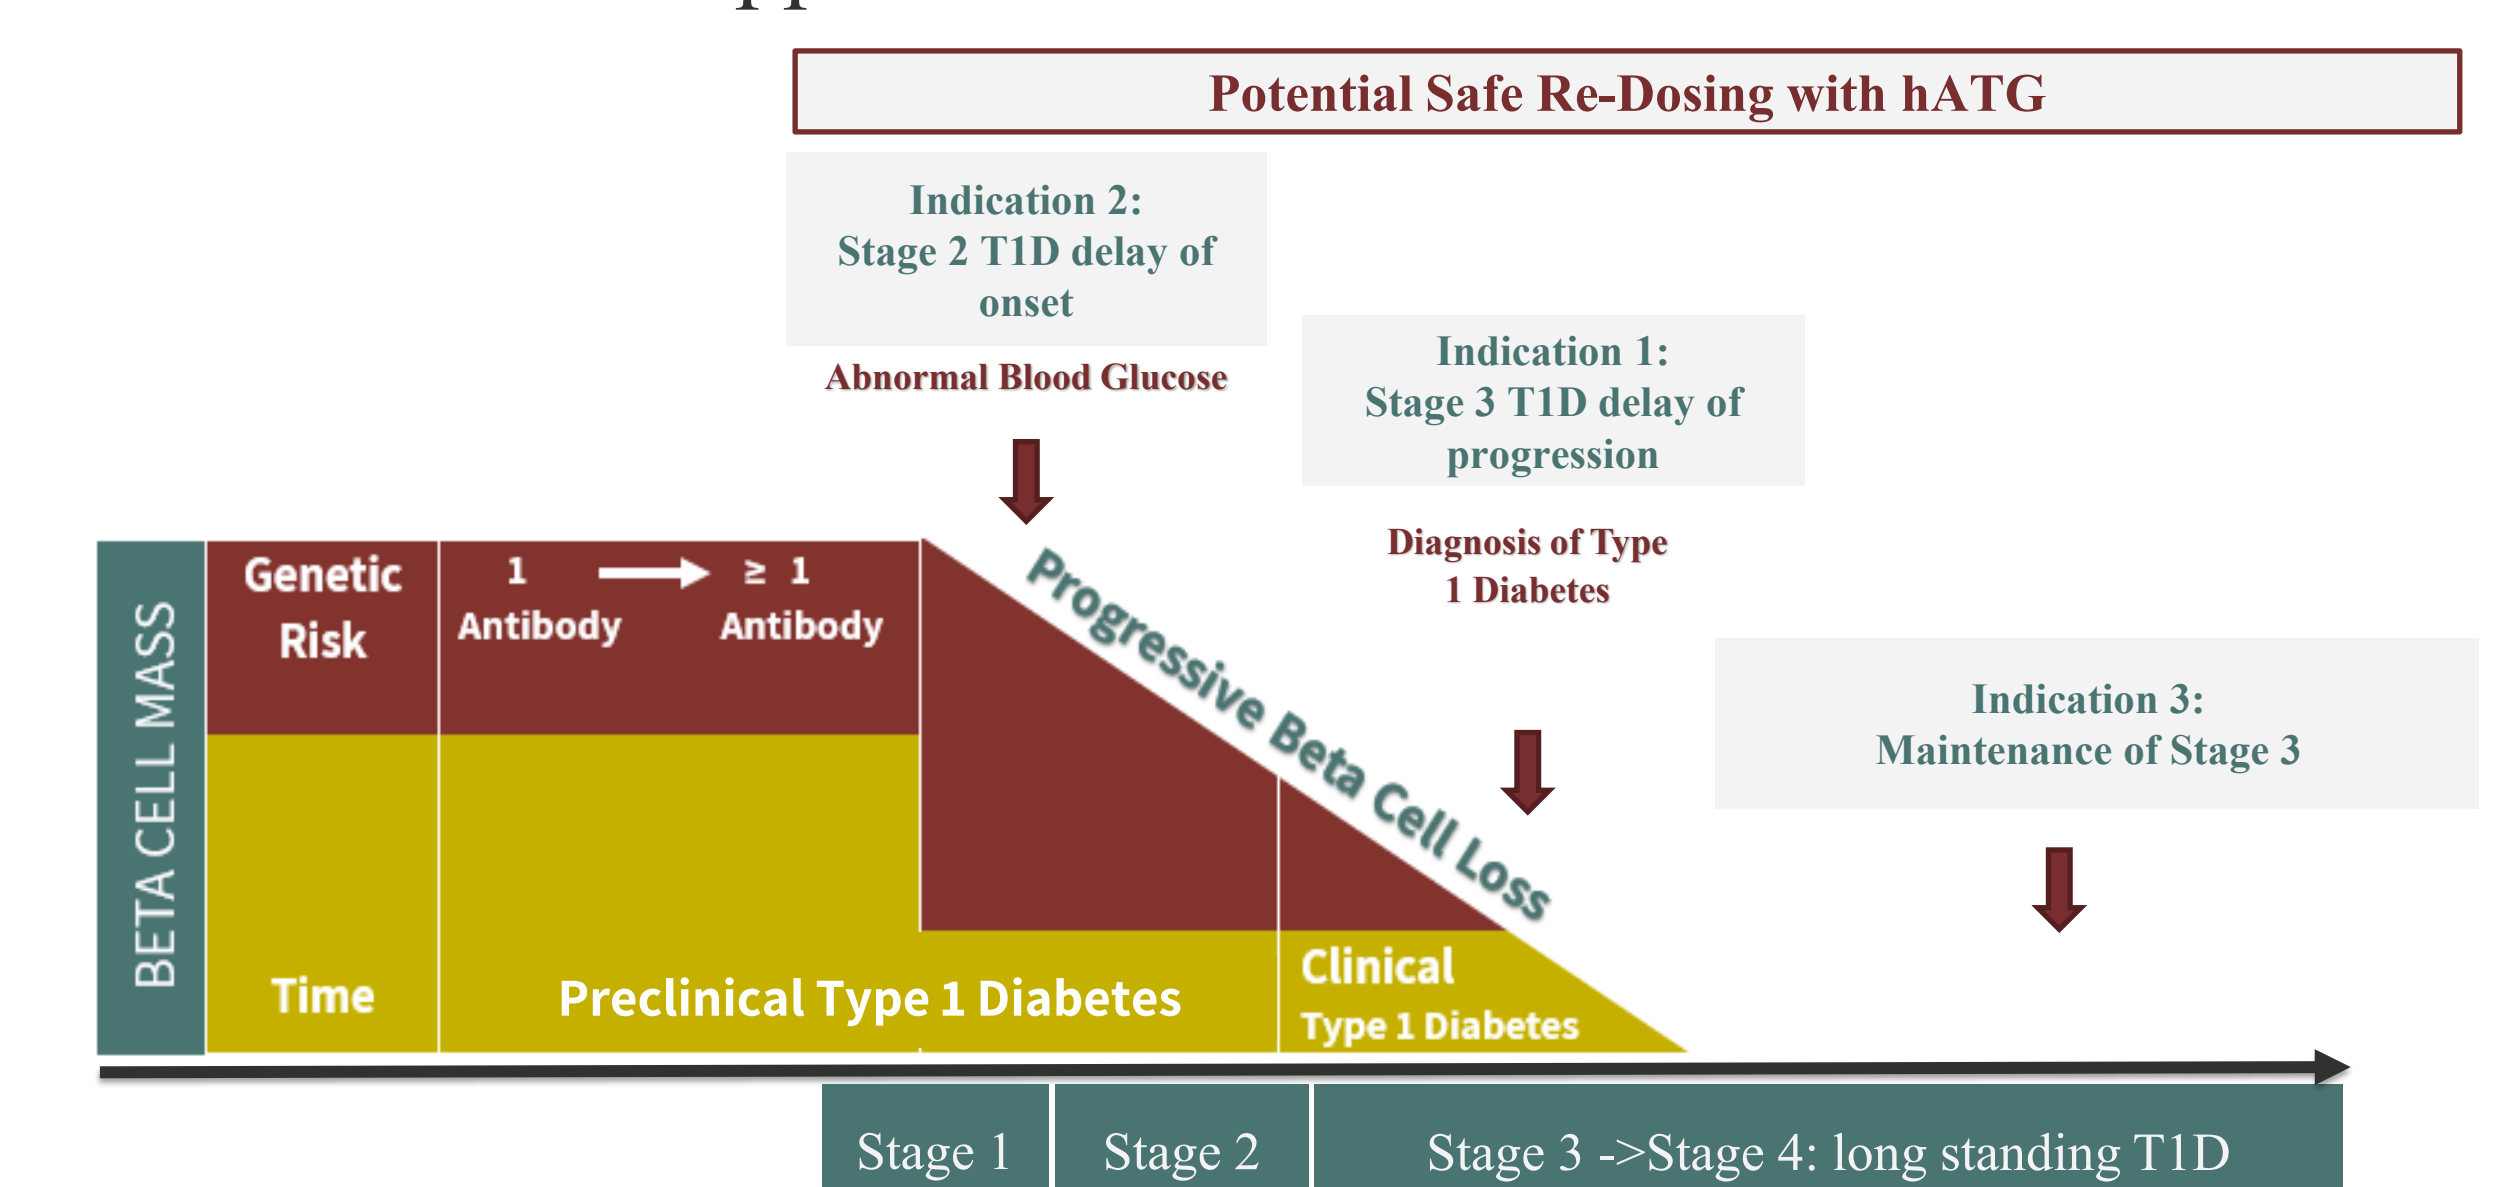 Potential Safe Re-Dosing with hATG
Indication 2:
Stage 2 T1D delay of
onset
Abnormal Blood Glucose
Indication 1:
Stage 3 T1D delay of
progression
Diagnosis of Type
1 Diabetes
Indication 3:
Maintenance of Stage 3
BETA CELL MASS
Genetic
Risk
1
Antibody
≥ 1
Antibody
Progressive Beta Cell Loss
Time
Preclinical Type 1 Diabetes
Clinical
Type 1 Diabetes
Stage 1
Stage 2
Stage 3 ->Stage 4: long standing T1D